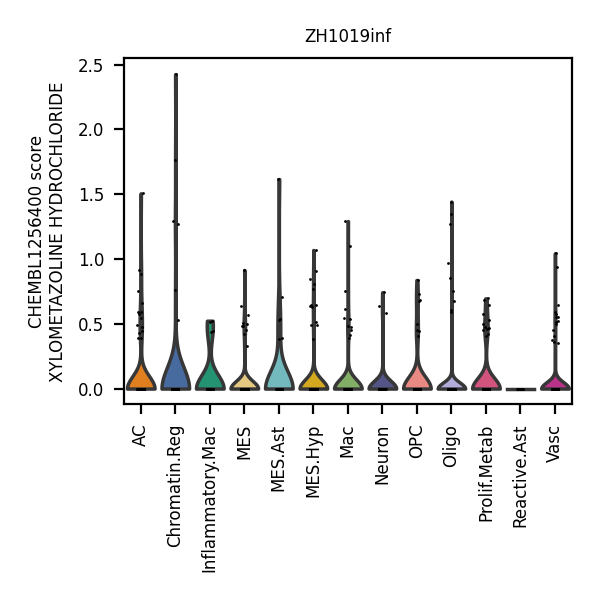 ZH1019inf
CHEMBL1256400 score
XYLOMETAZOLINE HYDROCHLORIDE
2.5
2.0
1.5
1.0
0.5
0.0
AC
Chromatin.Reg
Inflammatory.Mac
MES
MES.Ast
MES.Hyp
Mac
Neuron
OPC
Oligo
Prolif.Metab
Reactive.Ast
Vasc